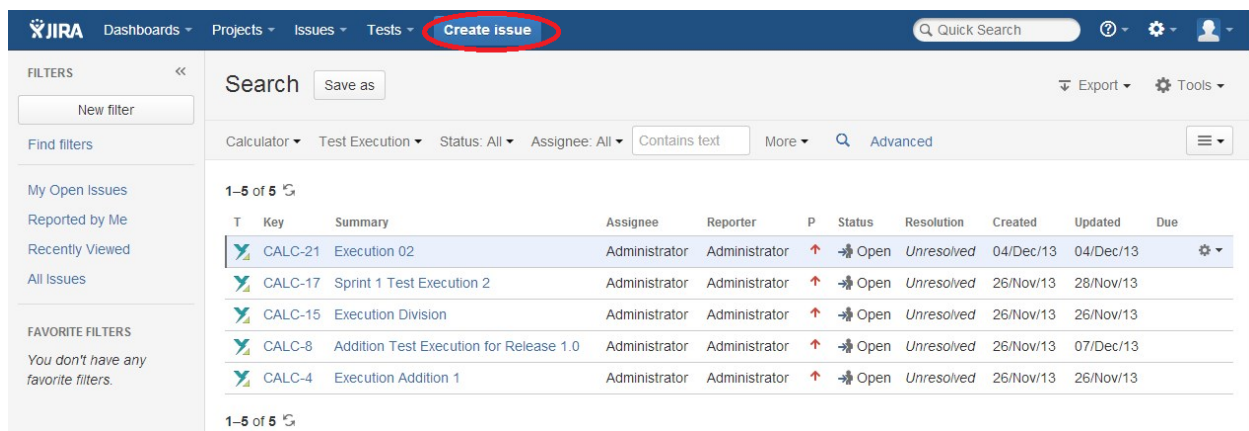 JIRA Dashboards Projects Issues Tests Create issue Quick Search
FILTERS
New filter
Find filters
My Open Issues
Reported by Me
Recently Viewed
All Issues
FAVORITE FILTERS
You don't have any
favorite filters.
Search Save as Export Tools
Calculator Test Execution Status: All Assignee: All Contains text More Advanced
1–5 of 5
T Key Summary Assignee Reporter P Status Resolution Created Updated Due
CALC-21 Execution 02 Administrator Administrator Open Unresolved 04/Dec/13 04/Dec/13
CALC-17 Sprint 1 Test Execution 2 Administrator Administrator Open Unresolved 26/Nov/13 28/Nov/13
CALC-15 Execution Division Administrator Administrator Open Unresolved 26/Nov/13 26/Nov/13
CALC-8 Addition Test Execution for Release 1.0 Administrator Administrator Open Unresolved 26/Nov/13 07/Dec/13
CALC-4 Execution Addition 1 Administrator Administrator Open Unresolved 26/Nov/13 26/Nov/13
1–5 of 5